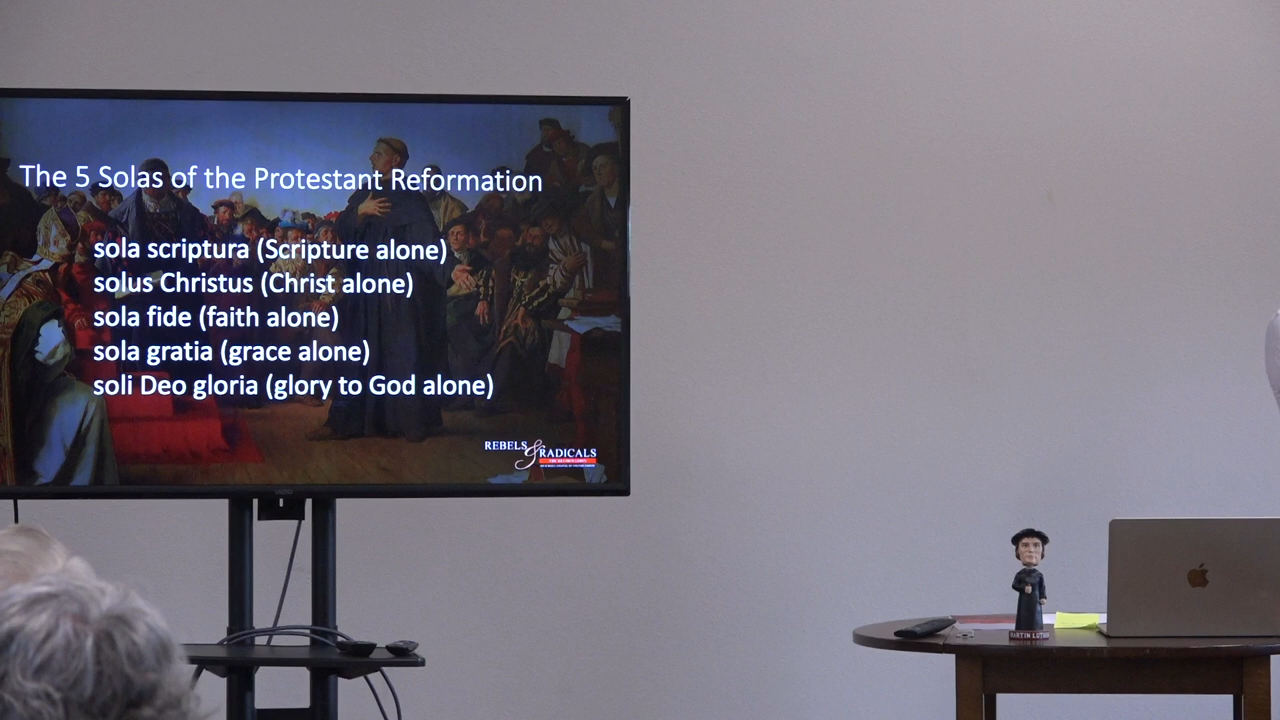 The 5 Solas of the Protestant Reformation
sola scriptura (Scripture alone)
solus Christus (Christ alone)
sola fide (faith alone)
sola gratia (grace alone)
soli Deo gloria (glory to God alone)
REBELS
& RADICALS
VIZIO
MARTIN LUTHER